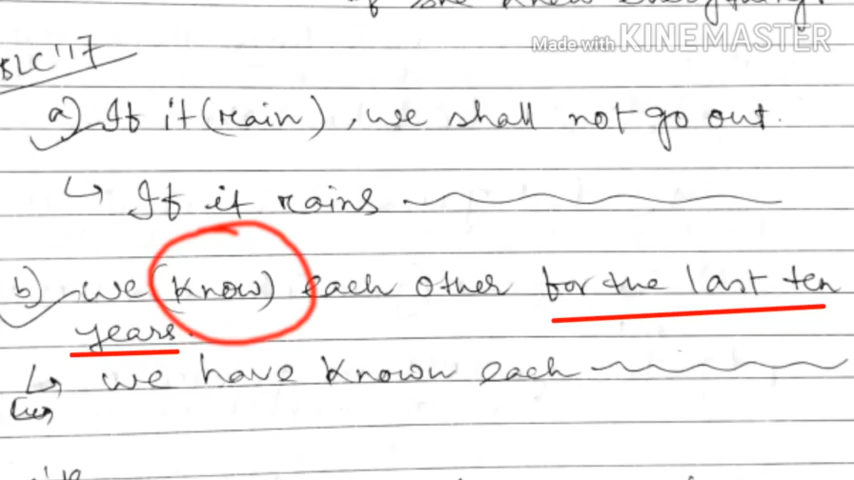 Made with KINEMASTER
BLC'17
a) If it (rain), we shall not go out.
↳ If it rains
b) we (know) each other for the last ten
years.
↳ we have known each